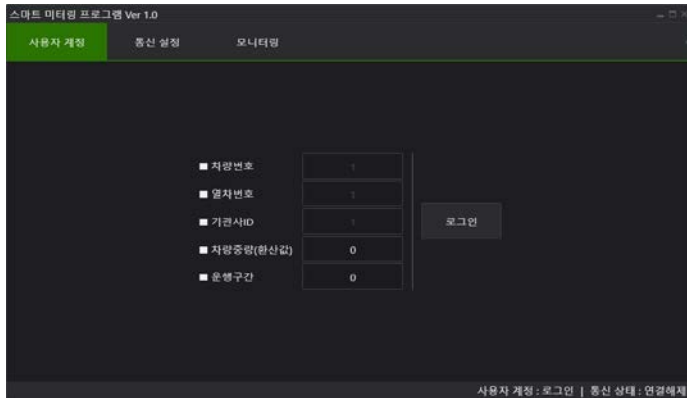 스마트 미터링 프로그램 Ver 1.0
사용자 계정 통신 설정 모니터링
■ 차량번호 1
■ 열차번호 1
■ 기관사ID 1
로그인
■ 차량중량(환산값) 0
■ 운행구간 0
사용자 계정 : 로그인 | 통신 상태 : 연결해제